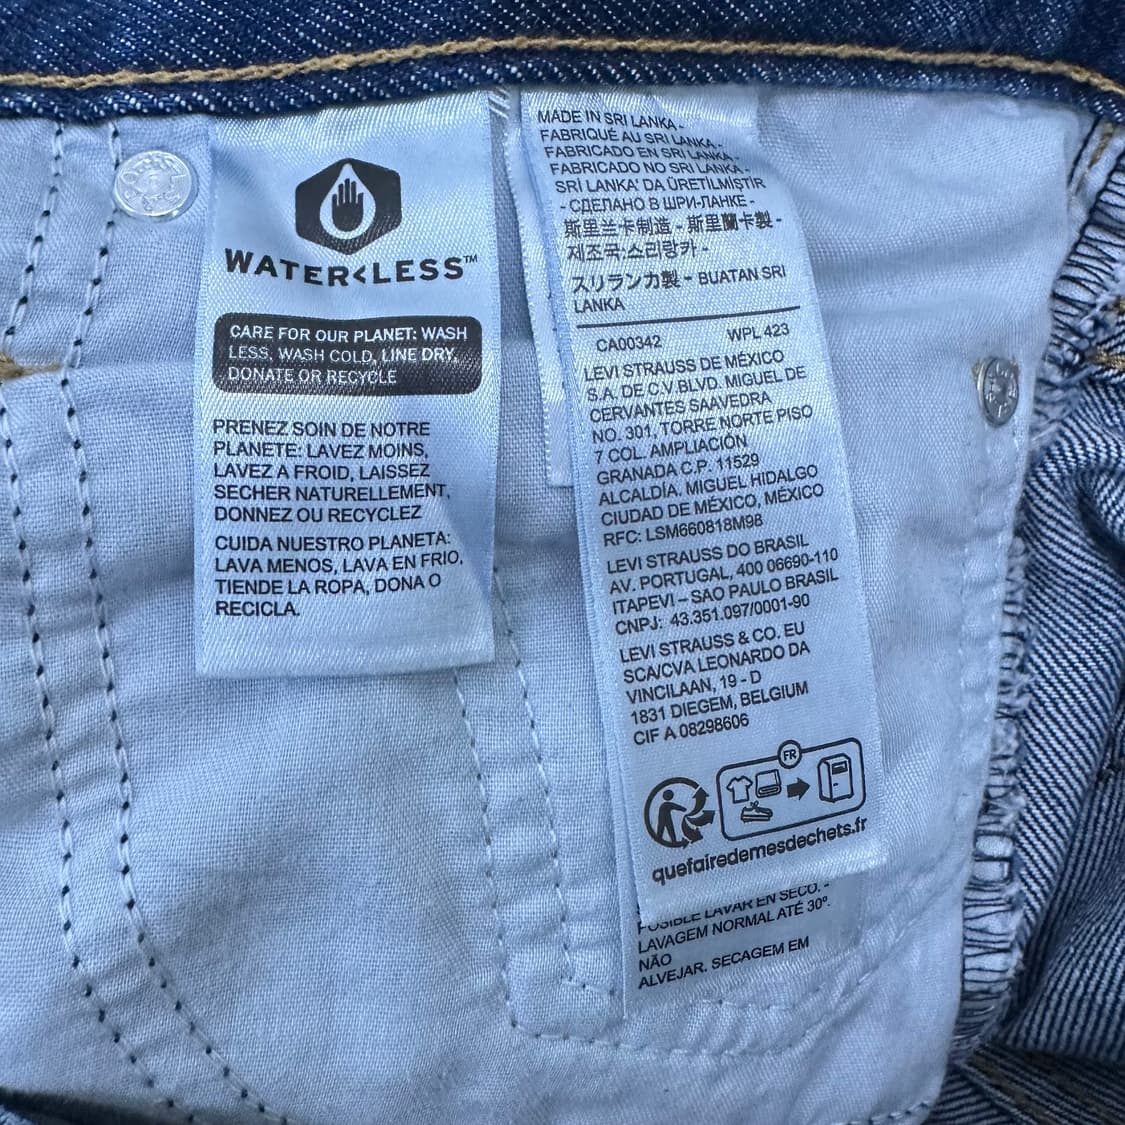 WATER<LESS™
CARE FOR OUR PLANET: WASH
LESS, WASH COLD, LINE DRY,
DONATE OR RECYCLE
PRENEZ SOIN DE NOTRE
PLANETE: LAVEZ MOINS,
LAVEZ A FROID, LAISSEZ
SECHER NATURELLEMENT,
DONNEZ OU RECYCLEZ
CUIDA NUESTRO PLANETA:
LAVA MENOS, LAVA EN FRIO,
TIENDE LA ROPA, DONA O
RECICLA.
MADE IN SRI LANKA -
FABRIQUÉ AU SRI LANKA -
FABRICADO EN SRI LANKA -
FABRICADO NO SRI LANKA -
SRİ LANKA' DA ÜRETİLMİŞTİR
- СДЕЛАНО В ШРИ-ЛАНКЕ -
斯里兰卡制造 - 斯里蘭卡製 -
제조국:스리랑카 -
スリランカ製 - BUATAN SRI
LANKA
CA00342 WPL 423
LEVI STRAUSS DE MÉXICO
S.A. DE C.V BLVD. MIGUEL DE
CERVANTES SAAVEDRA
NO. 301, TORRE NORTE PISO
7 COL. AMPLIACIÓN
GRANADA C.P. 11529
ALCALDÍA. MIGUEL HIDALGO
CIUDAD DE MÉXICO, MÉXICO
RFC: LSM660818M98
LEVI STRAUSS DO BRASIL
AV. PORTUGAL, 400 06690-110
ITAPEVI – SAO PAULO BRASIL
CNPJ: 43.351.097/0001-90
LEVI STRAUSS & CO. EU
SCA/CVA LEONARDO DA
VINCILAAN, 19 - D
1831 DIEGEM, BELGIUM
CIF A 08298606
FR
quefairedemesdechets.fr
POSIBLE LAVAR EN SECO. -
LAVAGEM NORMAL ATÉ 30º.
NÃO
ALVEJAR. SECAGEM EM